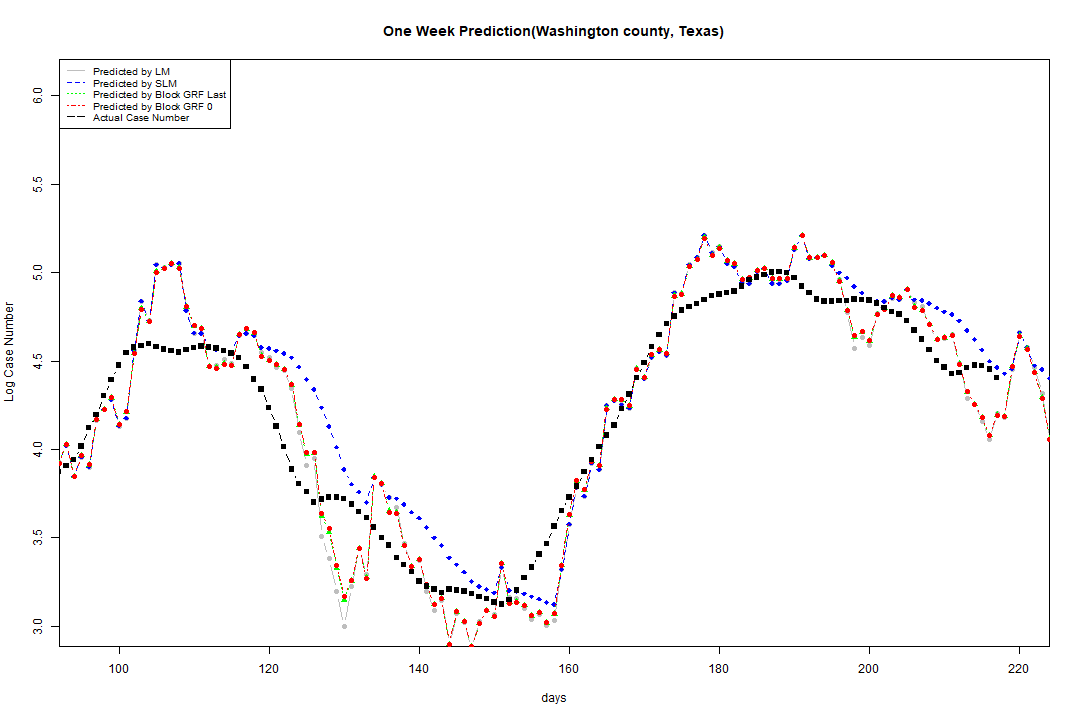 One Week Prediction(Washington county, Texas)
Predicted by LM
Predicted by SLM
Predicted by Block GRF Last
Predicted by Block GRF 0
Actual Case Number
6.0
5.5
5.0
4.5
4.0
3.5
3.0
Log Case Number
100 120 140 160 180 200 220
days